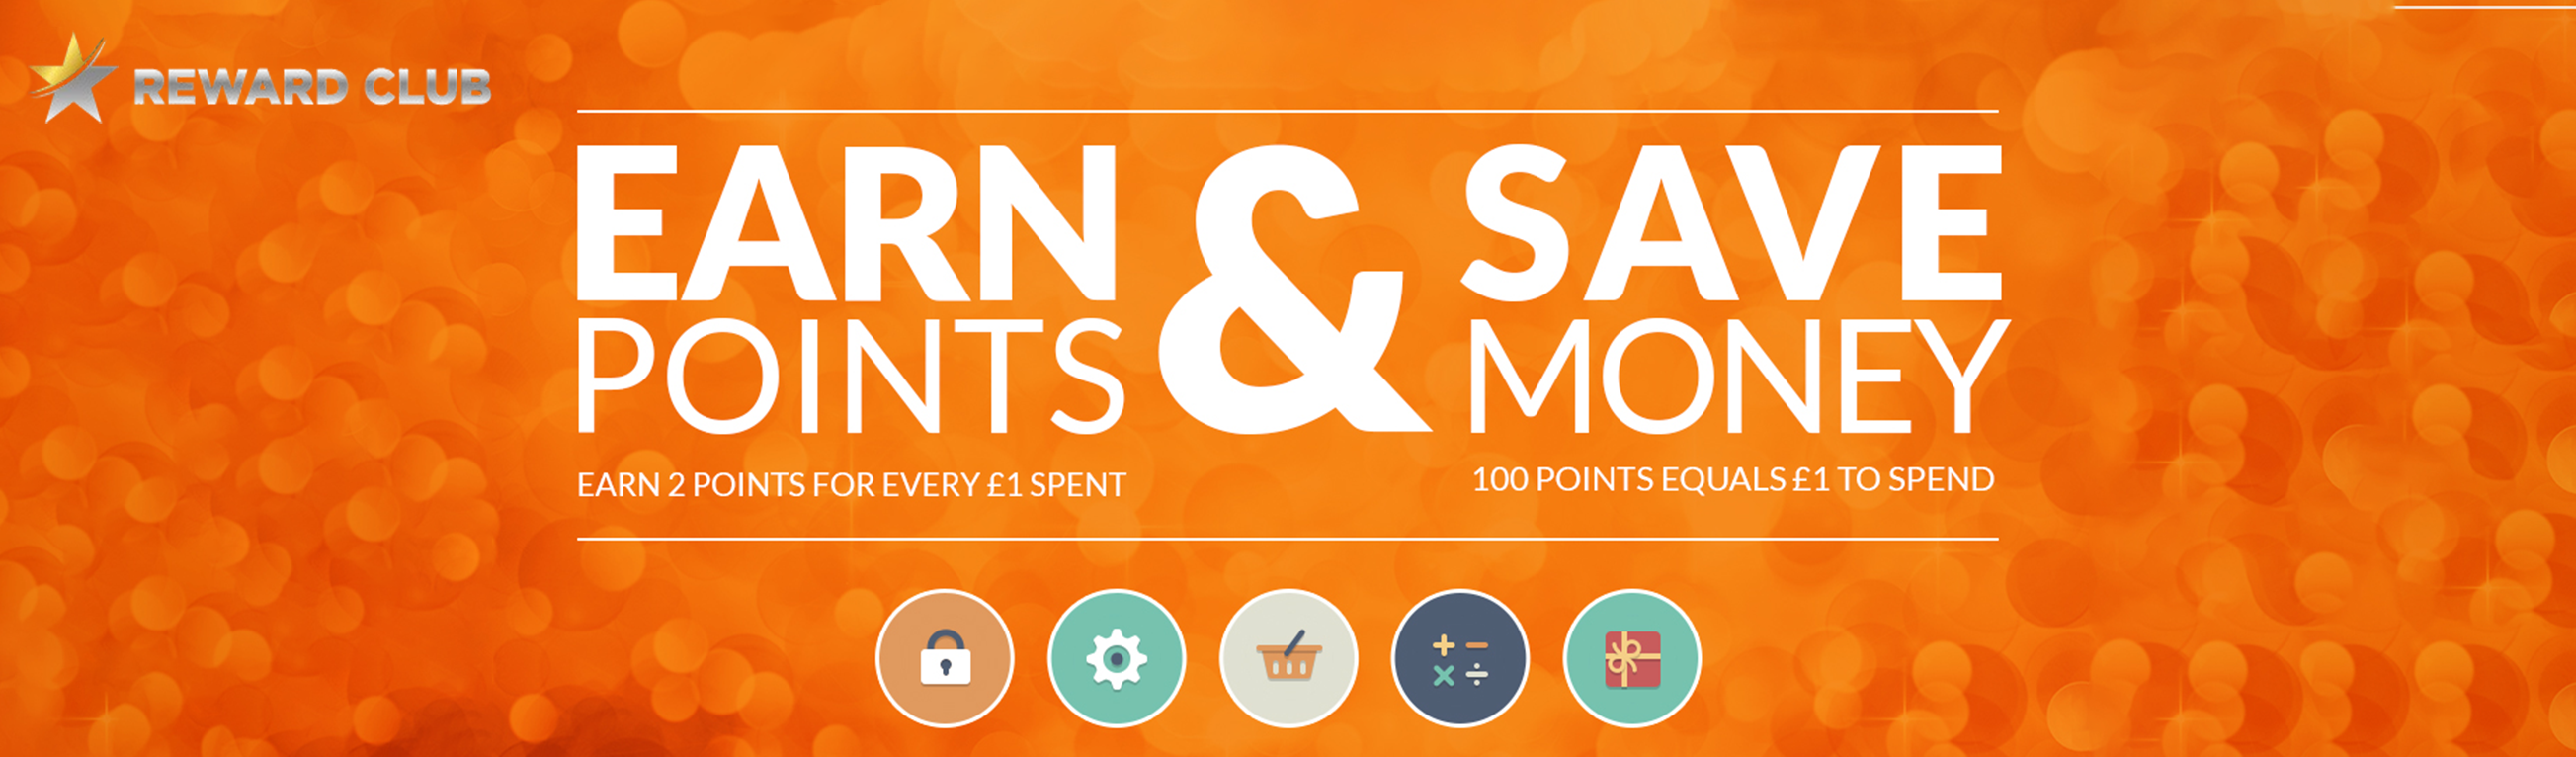 REWARD CLUB
EARN & SAVE
POINTS MONEY
EARN 2 POINTS FOR EVERY £1 SPENT
100 POINTS EQUALS £1 TO SPEND